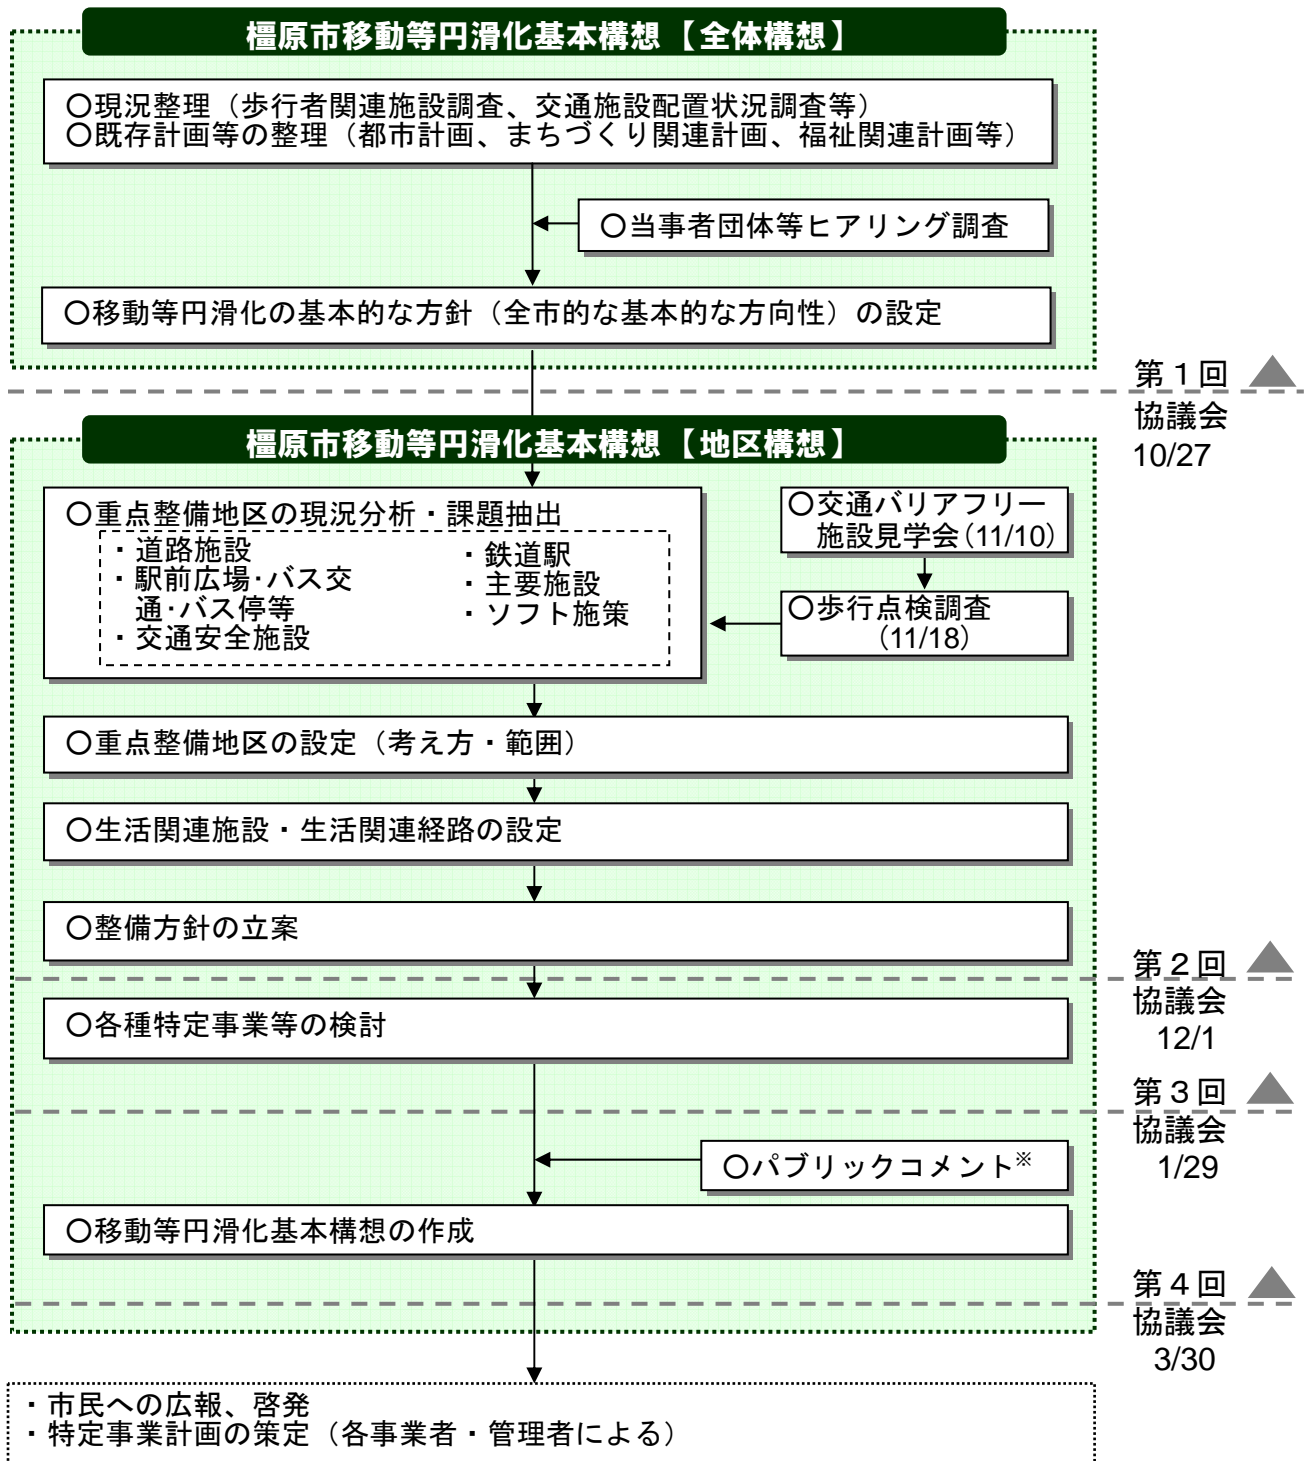 橿原市移動等円滑化基本構想【全体構想】
○現況整理（歩行者関連施設調査、交通施設配置状況調査等）
○既存計画等の整理（都市計画、まちづくり関連計画、福祉関連計画等）
○当事者団体等ヒアリング調査
○移動等円滑化の基本的な方針（全市的な基本的な方向性）の設定
第１回
協議会
10/27
橿原市移動等円滑化基本構想【地区構想】
○重点整備地区の現況分析・課題抽出
・道路施設
・駅前広場・バス交
通・バス停等
・交通安全施設
・鉄道駅
・主要施設
・ソフト施策
○交通バリアフリー
施設見学会（11/10）
○歩行点検調査
（11/18）
○重点整備地区の設定（考え方・範囲）
○生活関連施設・生活関連経路の設定
○整備方針の立案
第２回
協議会
12/1
○各種特定事業等の検討
第３回
協議会
1/29
○パブリックコメント※
○移動等円滑化基本構想の作成
第４回
協議会
3/30
・市民への広報、啓発
・特定事業計画の策定（各事業者・管理者による）